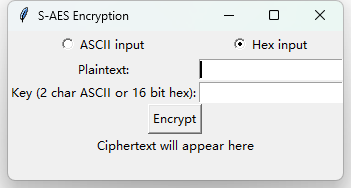 S-AES Encryption
ASCII input Hex input
Plaintext:
Key (2 char ASCII or 16 bit hex):
Encrypt
Ciphertext will appear here